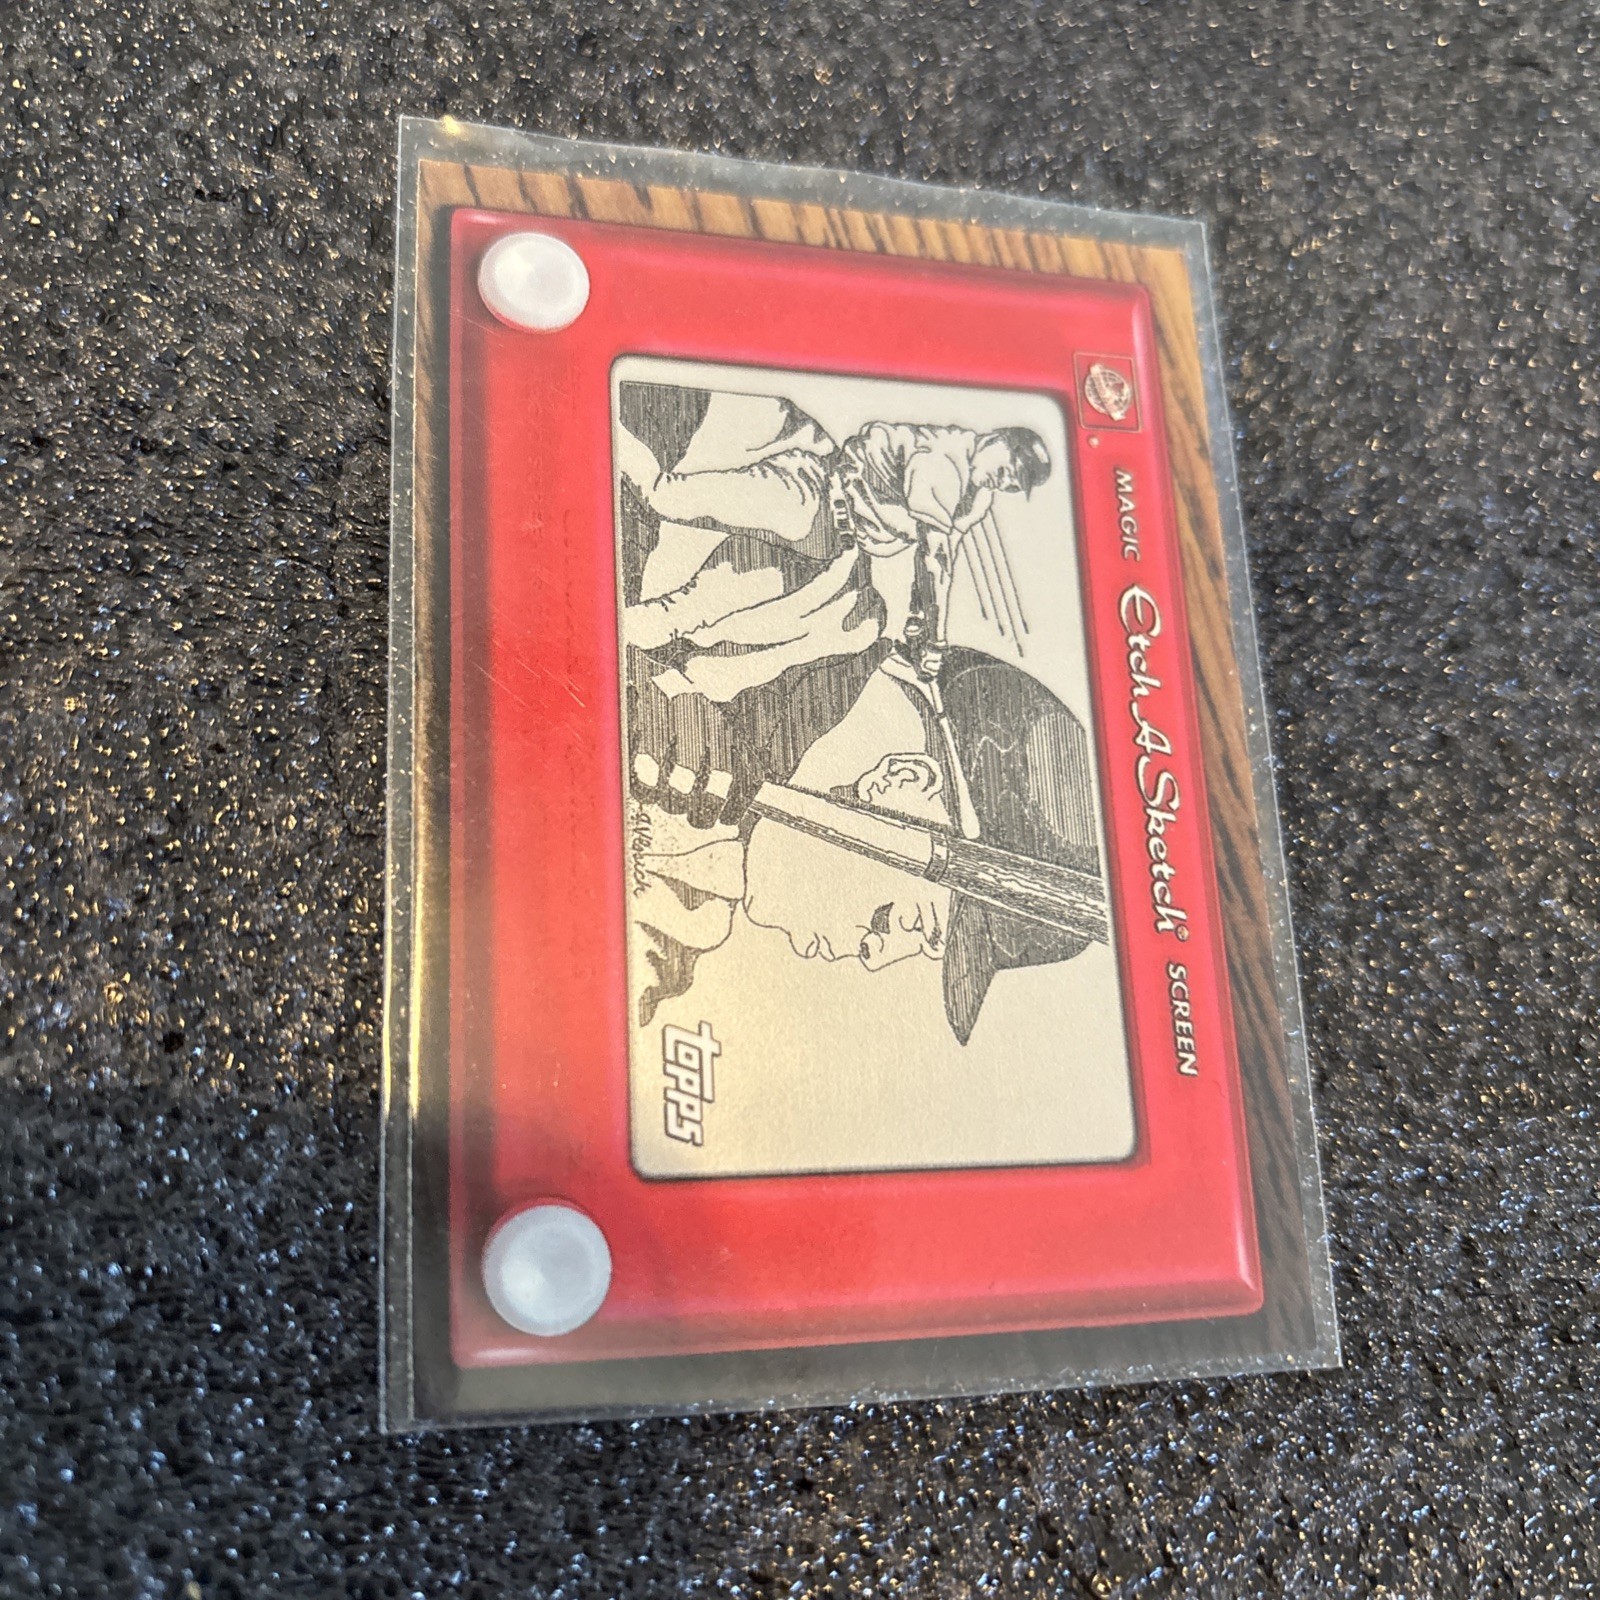 MAGIC Etch A Sketch® SCREEN
®
topps